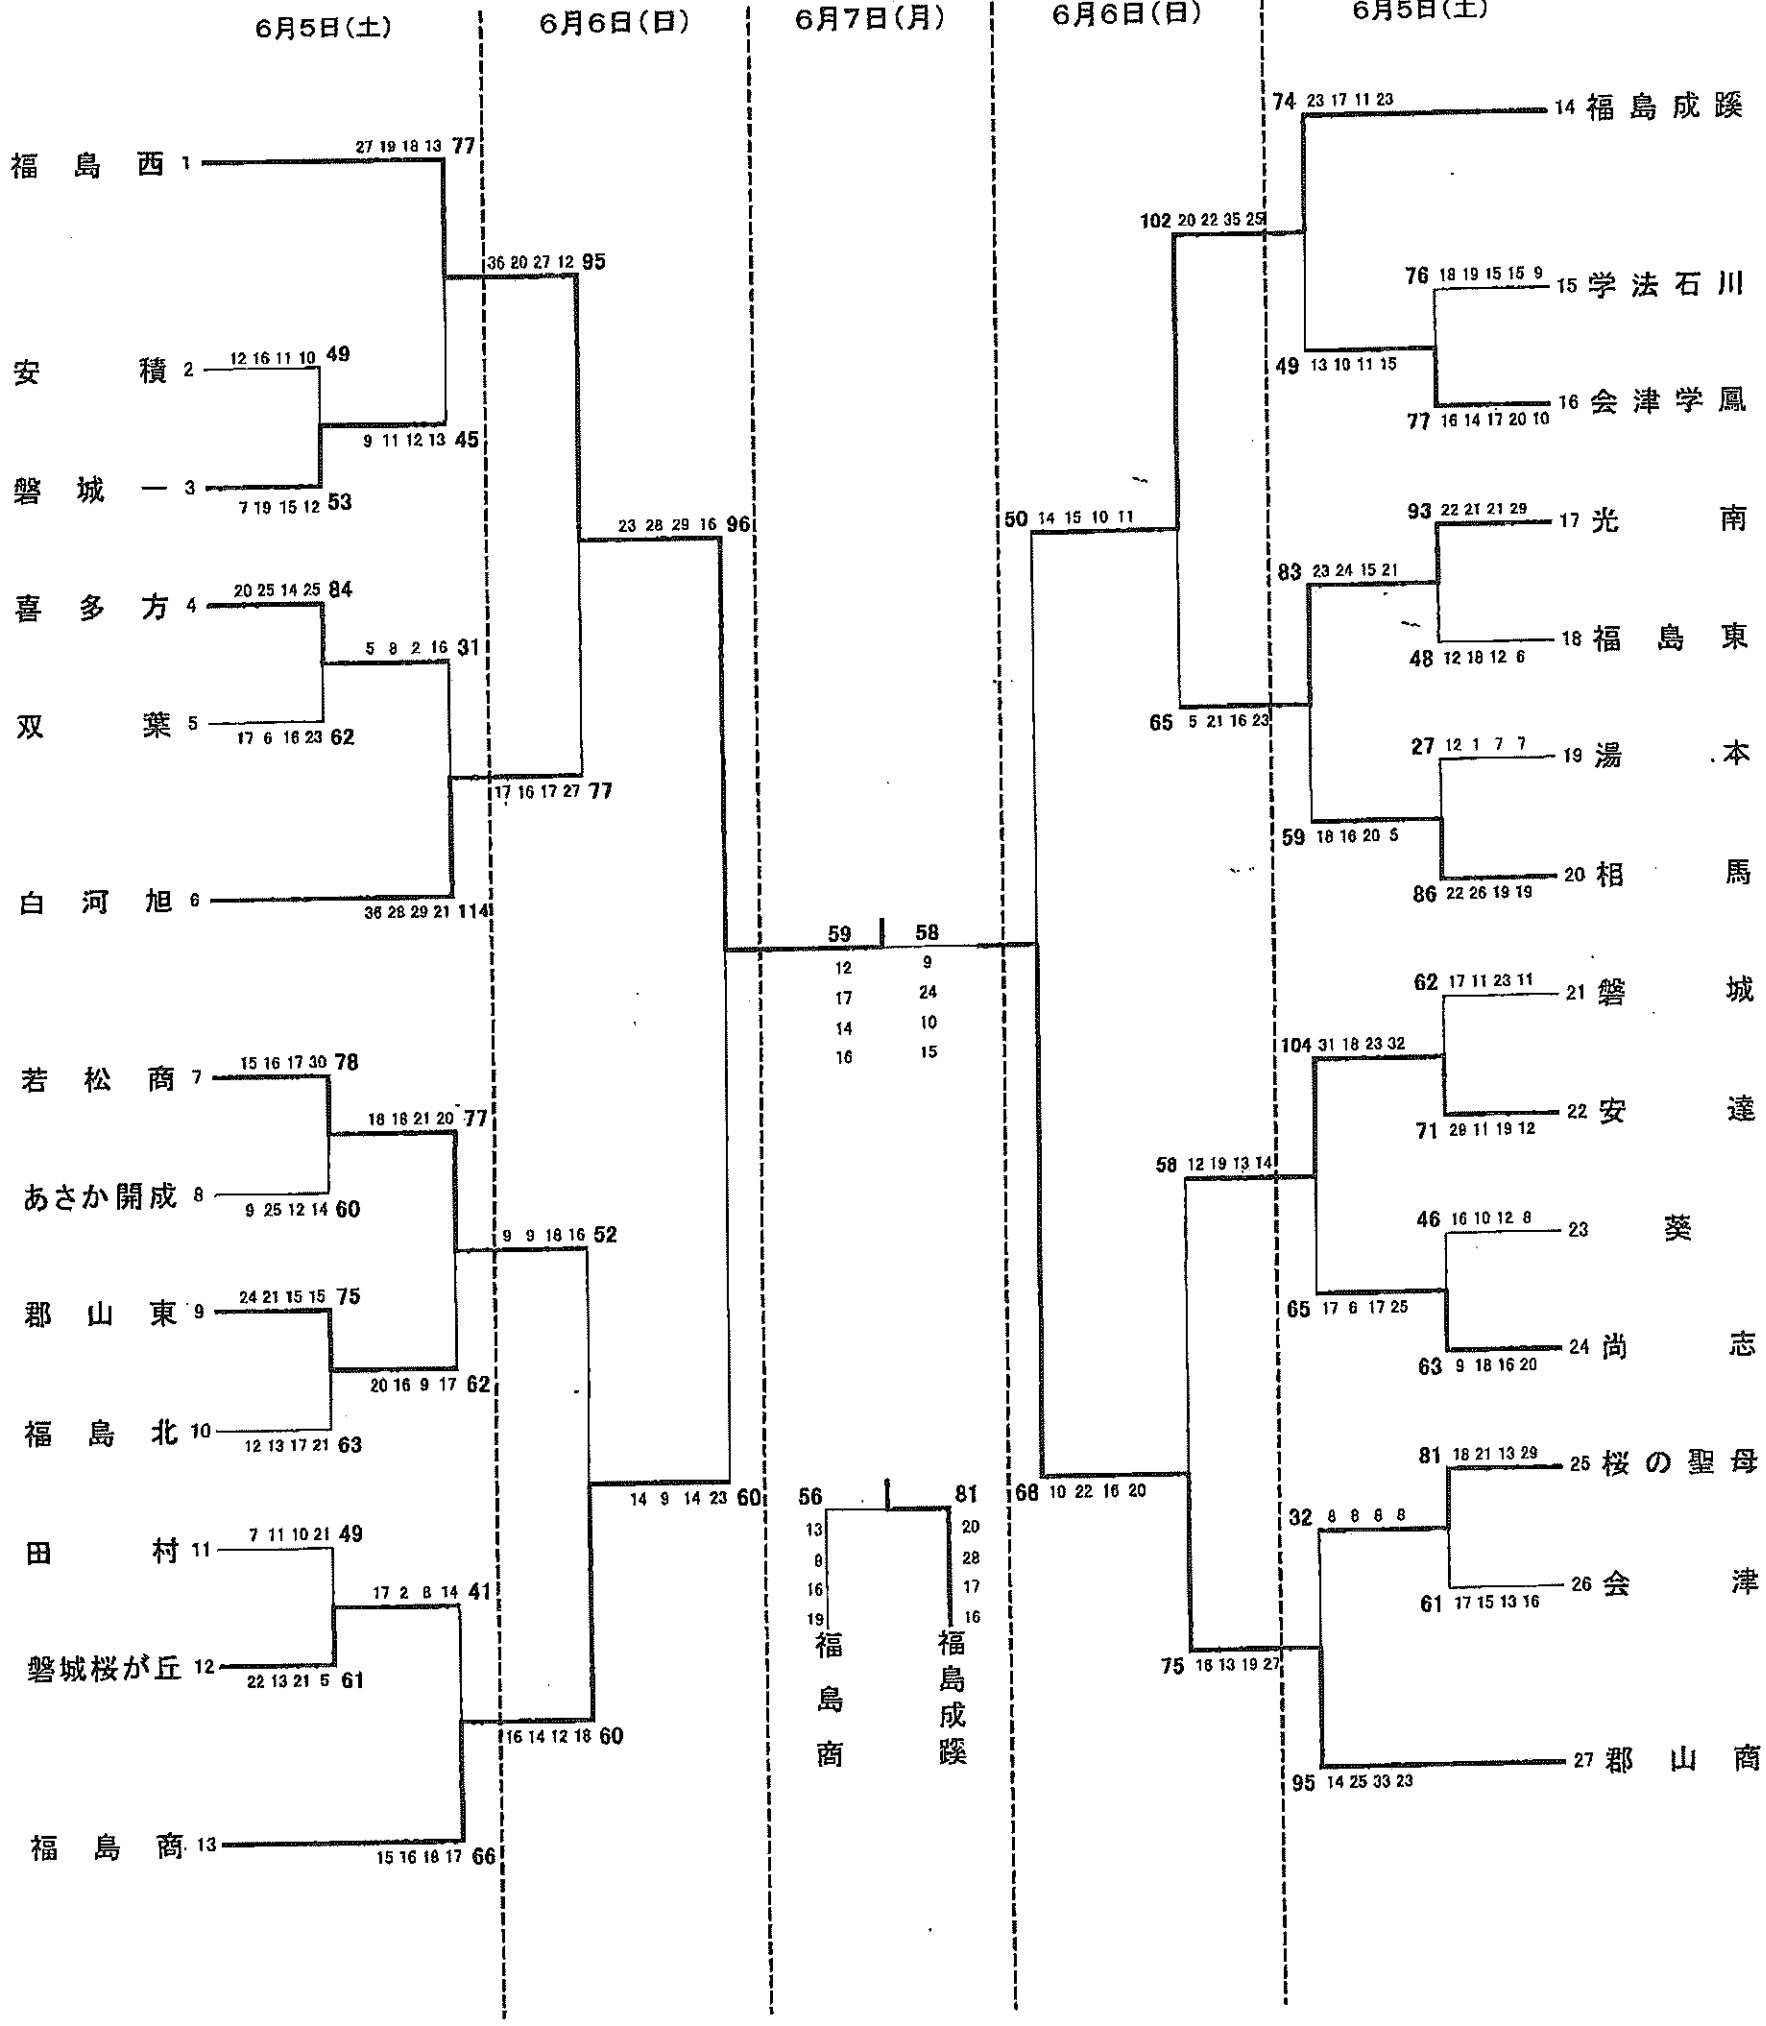 6月5日(土) 6月6日(日) 6月7日(月) 6月6日(日) 6月5日(土)
27 19 18 13 77
福島西 1
36 20 27 12 95
12 16 11 10 49
安積 2
9 11 12 13 45
磐城一 3
7 19 15 12 53
23 28 29 16 96
20 25 14 25 84
喜多方 4
5 8 2 16 31
双葉 5
17 6 16 23 62
17 16 17 27 77
白河旭 6
36 28 29 21 114
15 16 17 30 78
若松商 7
18 18 21 20 77
あさか開成 8
9 25 12 14 60
9 9 18 16 52
24 21 15 15 75
郡山東 9
20 16 9 17 62
福島北 10
12 13 17 21 63
14 9 14 23 60
7 11 10 21 49
田村 11
17 2 8 14 41
磐城桜が丘 12
22 13 21 5 61
16 14 12 18 60
福島商 13
15 16 18 17 66
59 58
12 9
17 24
14 10
16 15
56 81
13 20
9 28
16 17
19 16
福島商
福島成蹊
74 23 17 11 23
14 福島成蹊
102 20 22 35 25
76 18 19 15 15 9
15 学法石川
49 13 10 11 15
16 会津学鳳
77 16 14 17 20 10
50 14 15 10 11
93 22 21 21 29
17 光南
83 23 24 15 21
18 福島東
48 12 18 12 6
65 5 21 16 23
27 12 1 7 7
19 湯本
59 18 16 20 5
20 相馬
86 22 26 19 19
62 17 11 23 11
21 磐城
104 31 18 23 32
22 安達
71 29 11 19 12
58 12 19 13 14
46 16 10 12 8
23 葵
65 17 6 17 25
24 尚志
63 9 18 16 20
68 10 22 16 20
81 18 21 13 29
25 桜の聖母
32 8 8 8 8
26 会津
61 17 15 13 16
75 16 13 19 27
27 郡山商
95 14 25 33 23